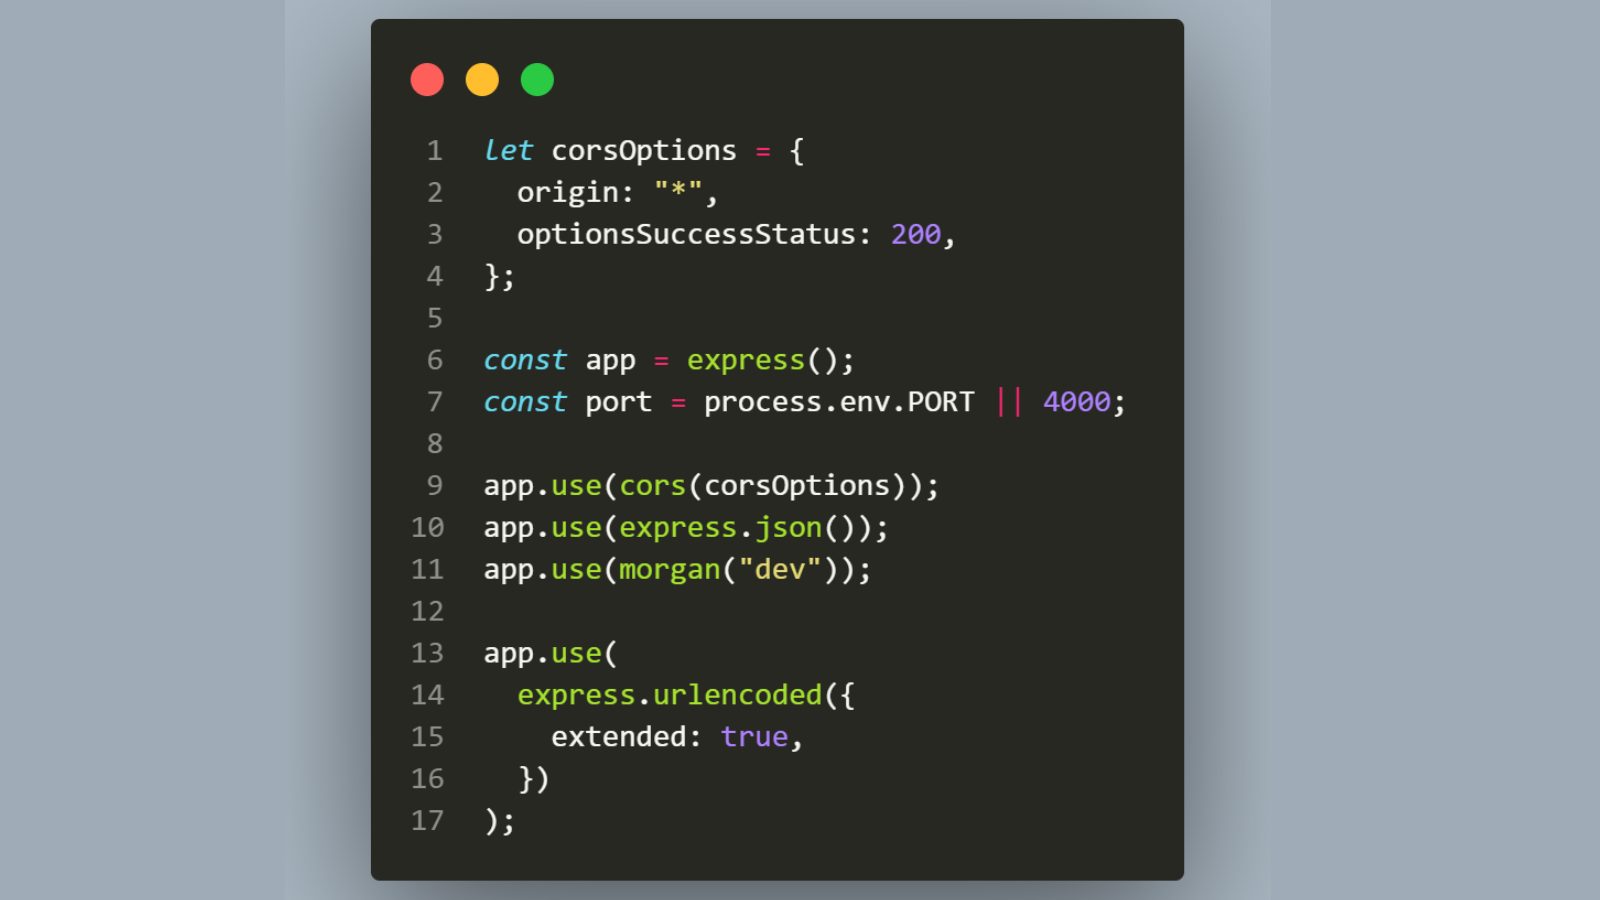 1 let corsOptions = {
2   origin: "*",
3   optionsSuccessStatus: 200,
4 };
5
6 const app = express();
7 const port = process.env.PORT || 4000;
8
9 app.use(cors(corsOptions));
10 app.use(express.json());
11 app.use(morgan("dev"));
12
13 app.use(
14   express.urlencoded({
15     extended: true,
16   })
17 );